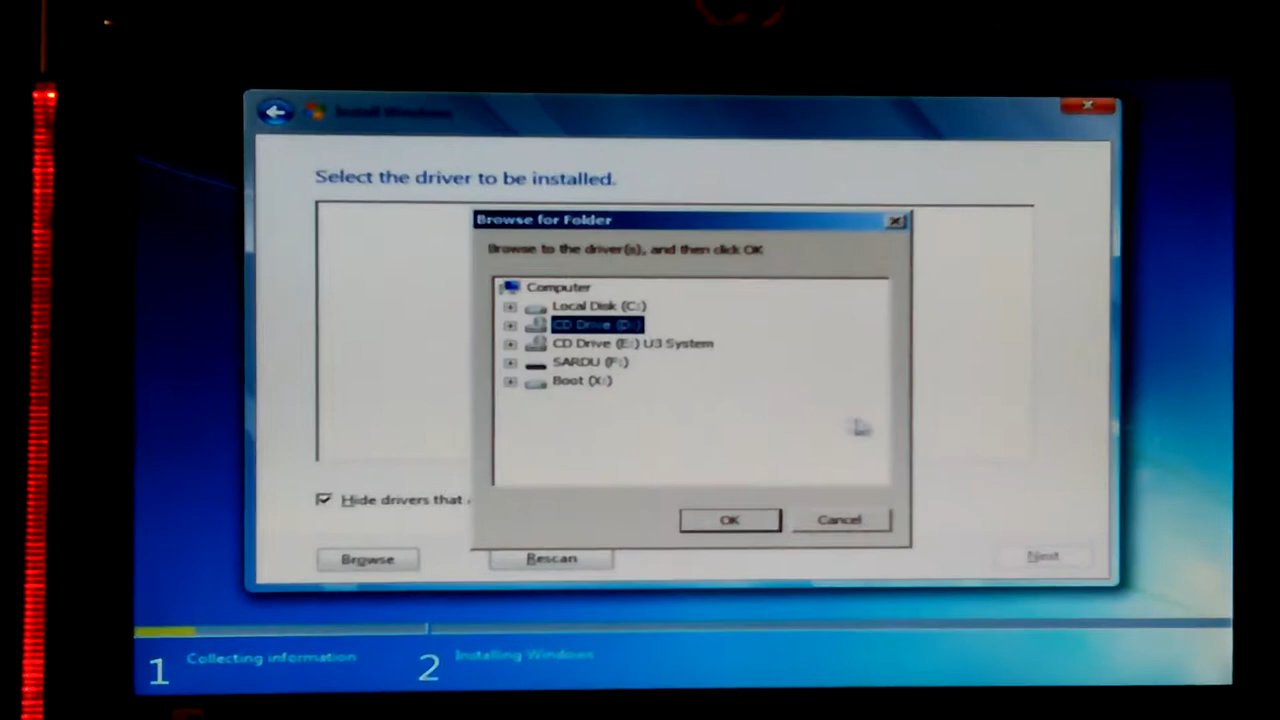 Install Windows
Select the driver to be installed.
Browse for Folder
Browse to the driver(s), and then click OK
Computer
Local Disk (C:)
CD Drive (D:)
CD Drive (E:) U3 System
SARDU (F:)
Boot (X:)
OK Cancel
Hide drivers that
Browse Rescan Next
1 Collecting information 2 Installing Windows